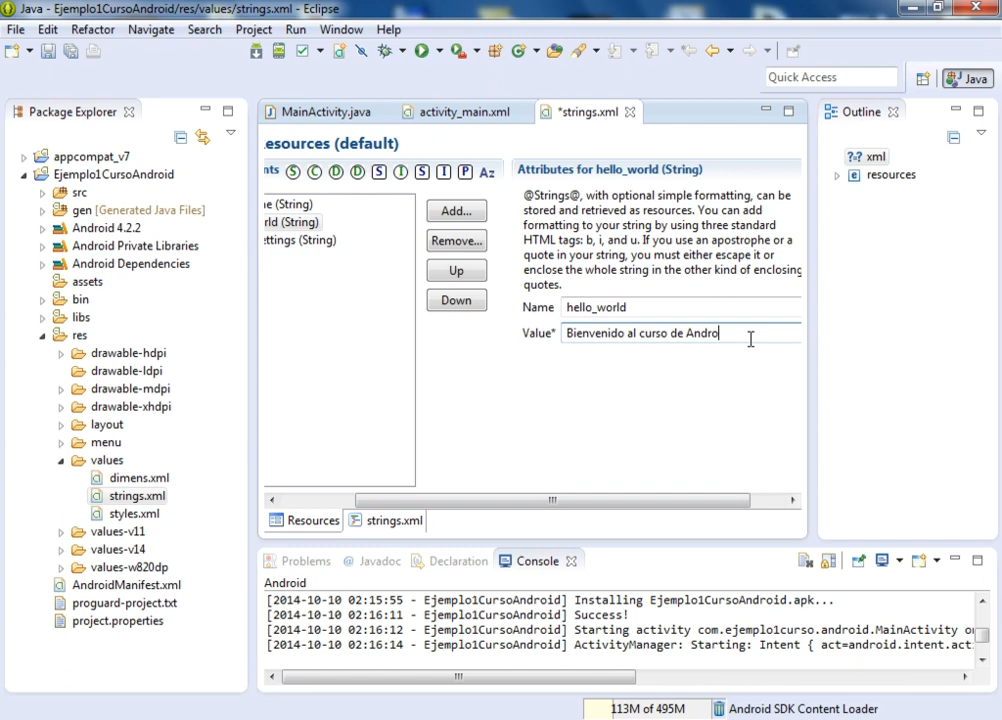 Java - Ejemplo1CursoAndroid/res/values/strings.xml - Eclipse
File Edit Refactor Navigate Search Project Run Window Help
Quick Access
Java
Package Explorer
appcompat_v7
Ejemplo1CursoAndroid
src
gen [Generated Java Files]
Android 4.2.2
Android Private Libraries
Android Dependencies
assets
bin
libs
res
drawable-hdpi
drawable-ldpi
drawable-mdpi
drawable-xhdpi
layout
menu
values
dimens.xml
strings.xml
styles.xml
values-v11
values-v14
values-w820dp
AndroidManifest.xml
proguard-project.txt
project.properties
MainActivity.java activity_main.xml *strings.xml
esources (default)
nts S C D D S I S I P Az
e (String)
rld (String)
ettings (String)
Add...
Remove...
Up
Down
Attributes for hello_world (String)
@Strings@, with optional simple formatting, can be
stored and retrieved as resources. You can add
formatting to your string by using three standard
HTML tags: b, i, and u. If you use an apostrophe or a
quote in your string, you must either escape it or
enclose the whole string in the other kind of enclosing
quotes.
Name hello_world
Value* Bienvenido al curso de Andro
Resources strings.xml
Outline
xml
resources
Problems Javadoc Declaration Console
Android
[2014-10-10 02:15:55 - Ejemplo1CursoAndroid] Installing Ejemplo1CursoAndroid.apk...
[2014-10-10 02:16:11 - Ejemplo1CursoAndroid] Success!
[2014-10-10 02:16:12 - Ejemplo1CursoAndroid] Starting activity com.ejemplo1curso.android.MainActivity o
[2014-10-10 02:16:14 - Ejemplo1CursoAndroid] ActivityManager: Starting: Intent { act=android.intent.act
113M of 495M
Android SDK Content Loader